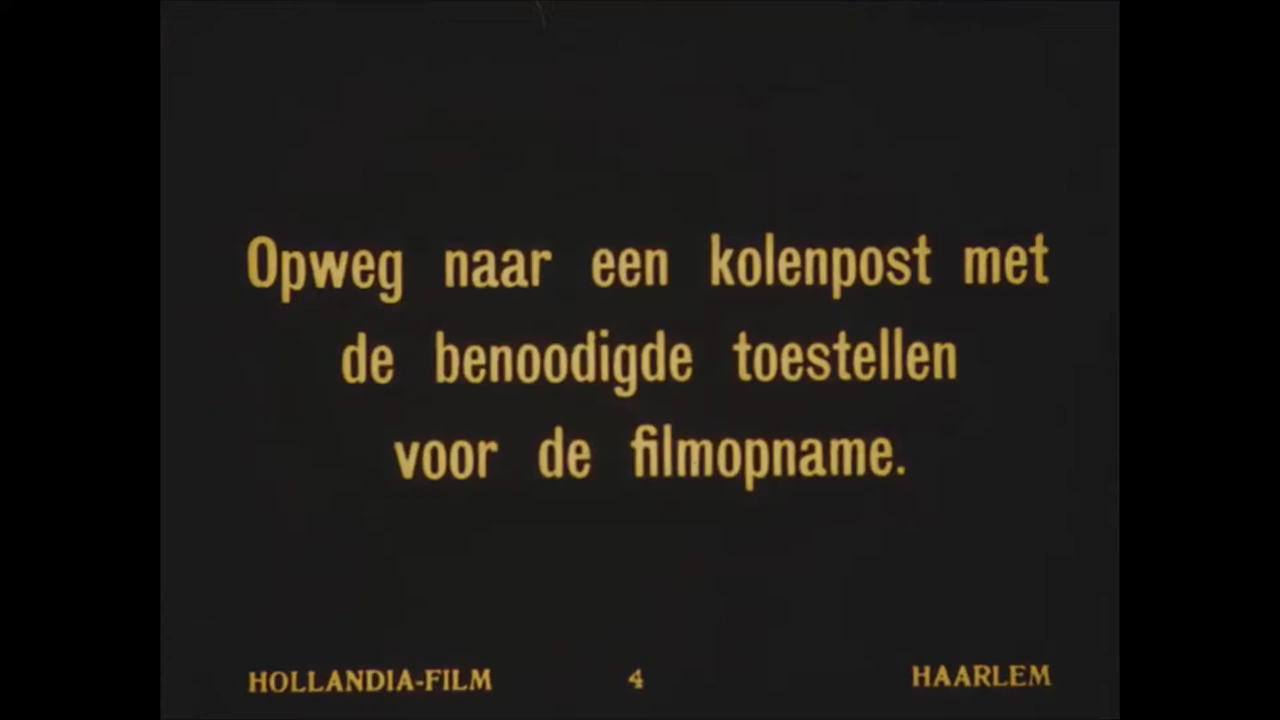 Opweg naar een kolenpost met
de benoodigde toestellen
voor de filmopname.
HOLLANDIA-FILM 4 HAARLEM